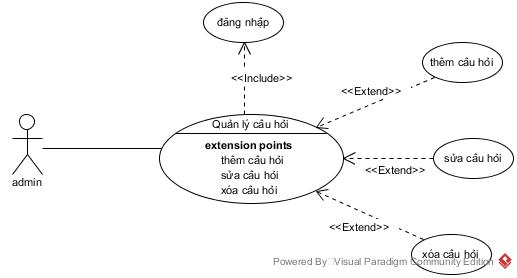 đăng nhập
<<Include>>
thêm câu hỏi
<<Extend>>
Quản lý câu hỏi
extension points
thêm câu hỏi
sửa câu hỏi
xóa câu hỏi
admin
<<Extend>>
sửa câu hỏi
<<Extend>>
xóa câu hỏi
Powered By Visual Paradigm Community Edition